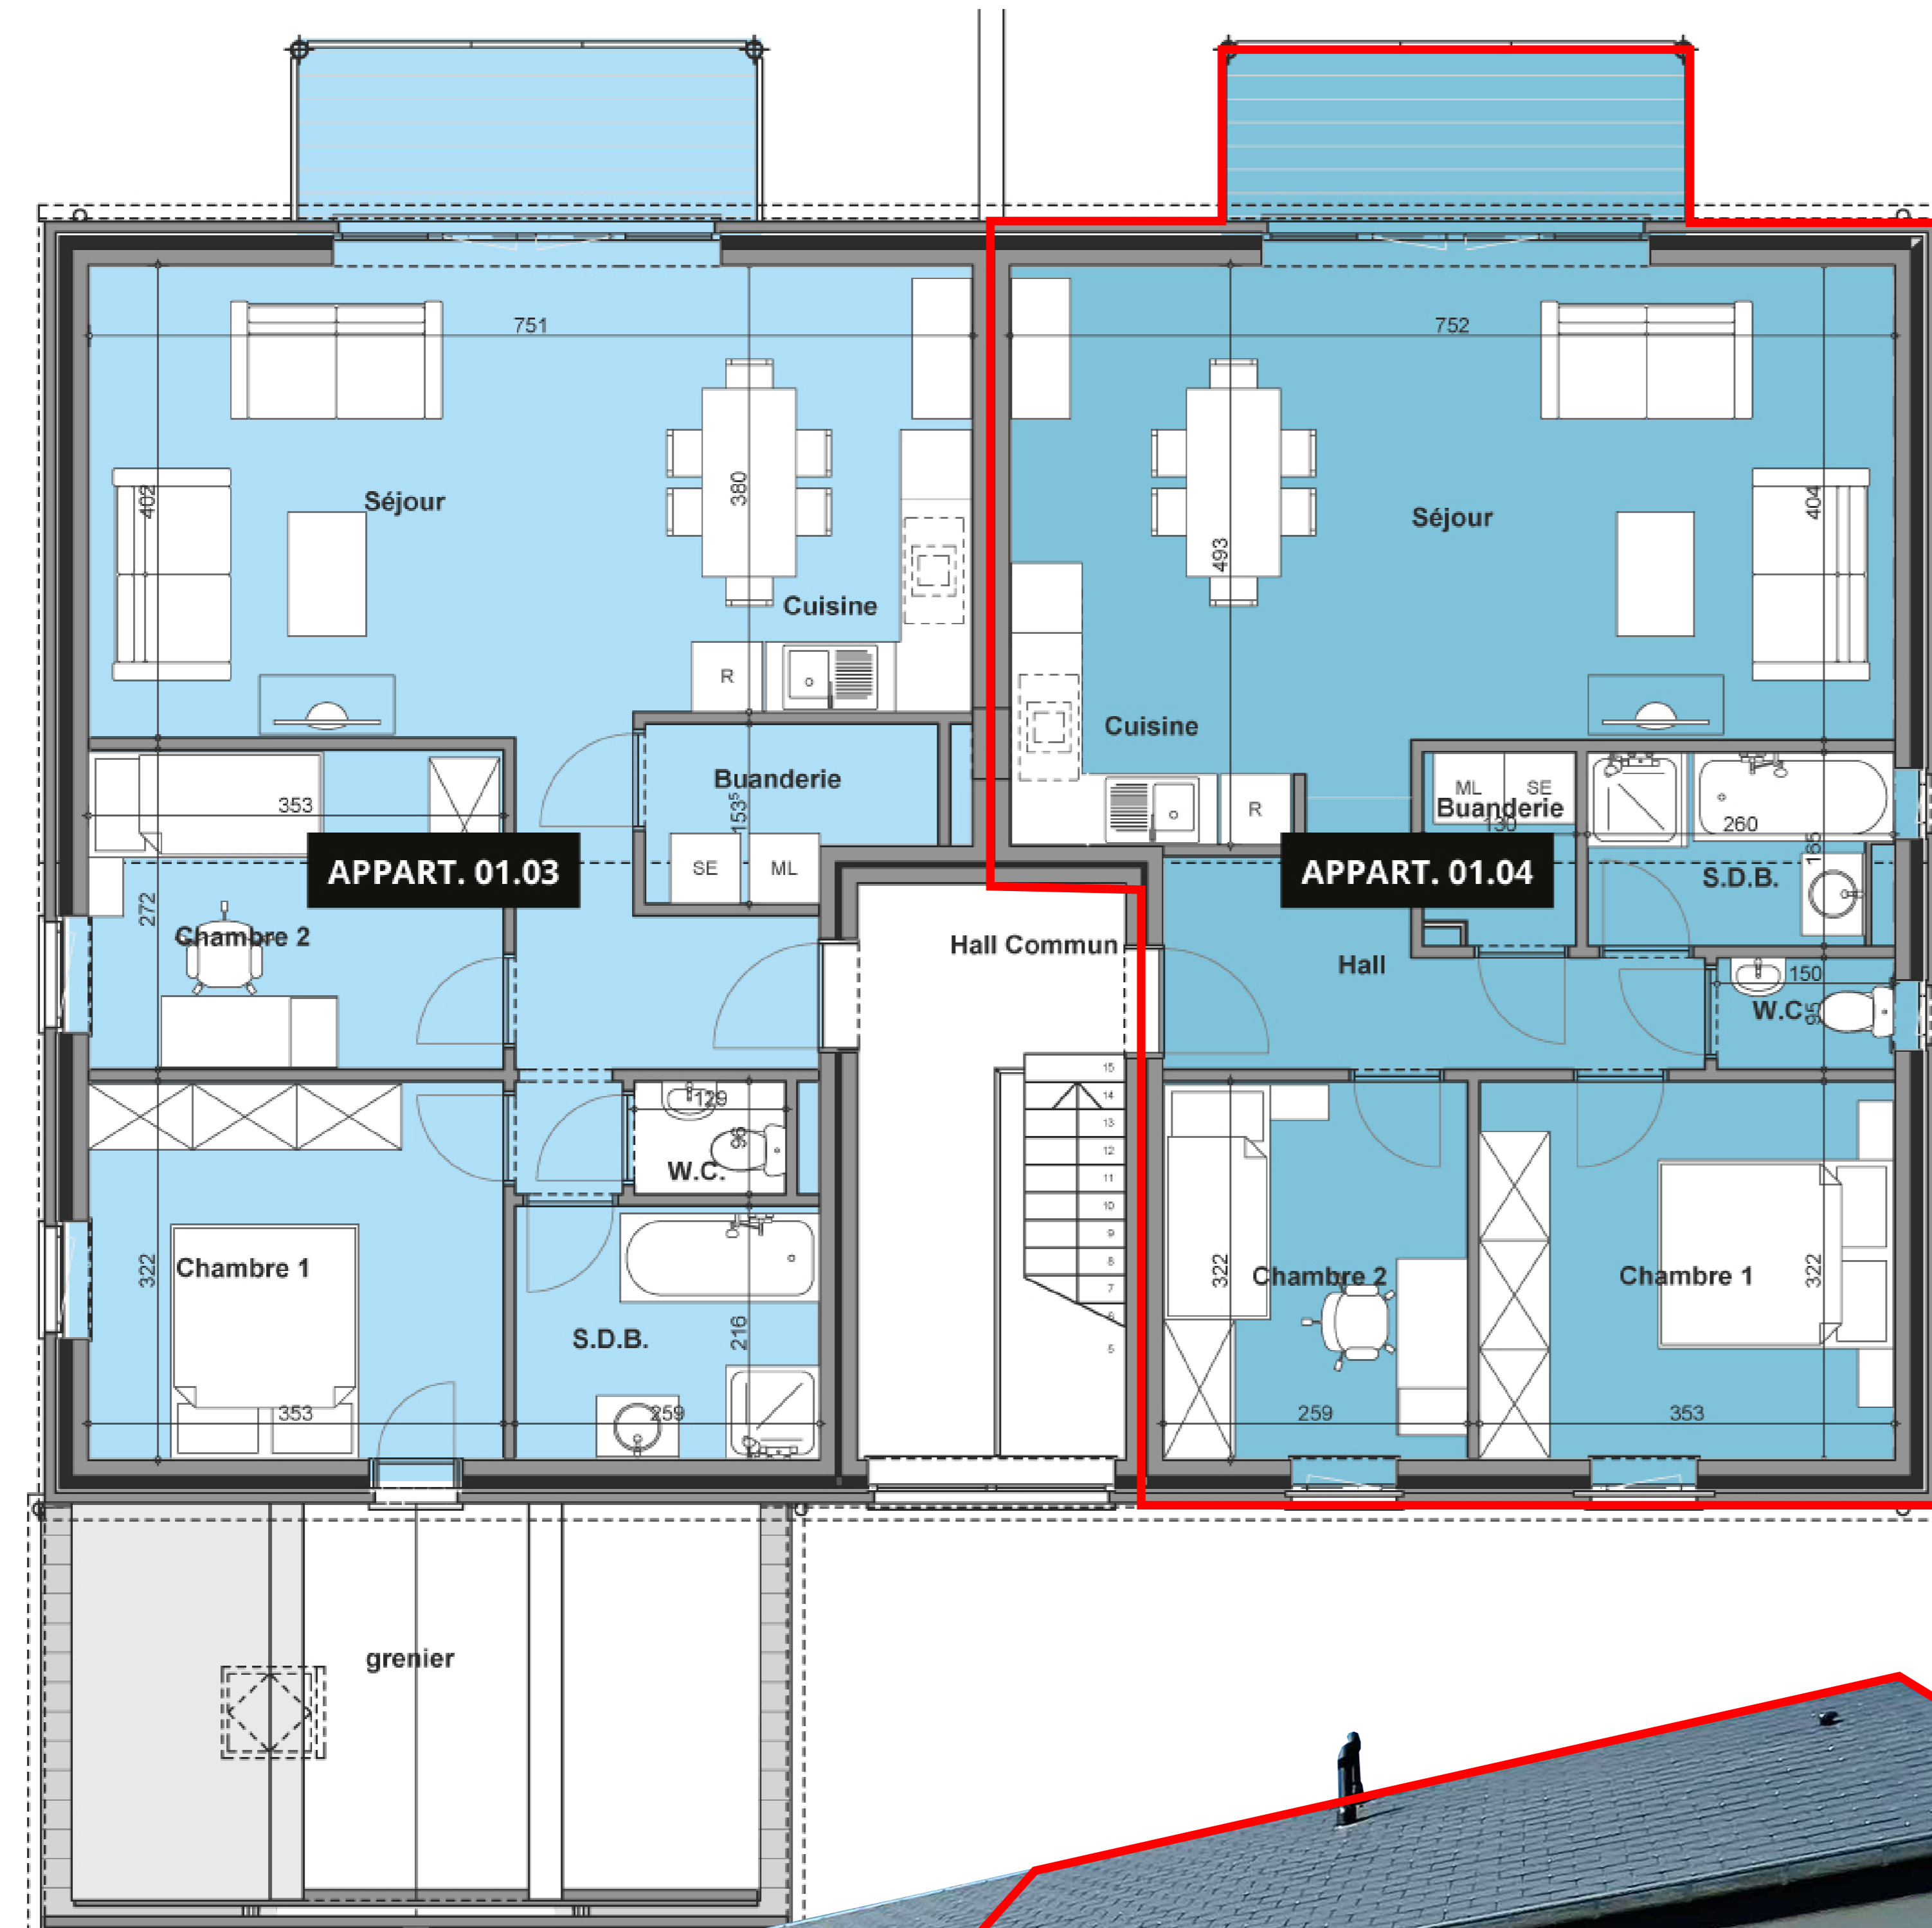 751
752
402
Séjour
380
493
Séjour
404
Cuisine
R
Cuisine
Buanderie
153⁵
353
SE
ML
R
ML
SE
Buanderie
130
260
165
S.D.B.
APPART. 01.03
APPART. 01.04
272
Chambre 2
Hall Commun
Hall
150
W.C.
95
129
96
W.C.
15
14
13
12
11
10
9
8
7
6
5
322
Chambre 1
S.D.B.
216
322
Chambre 2
Chambre 1
322
353
259
259
353
grenier